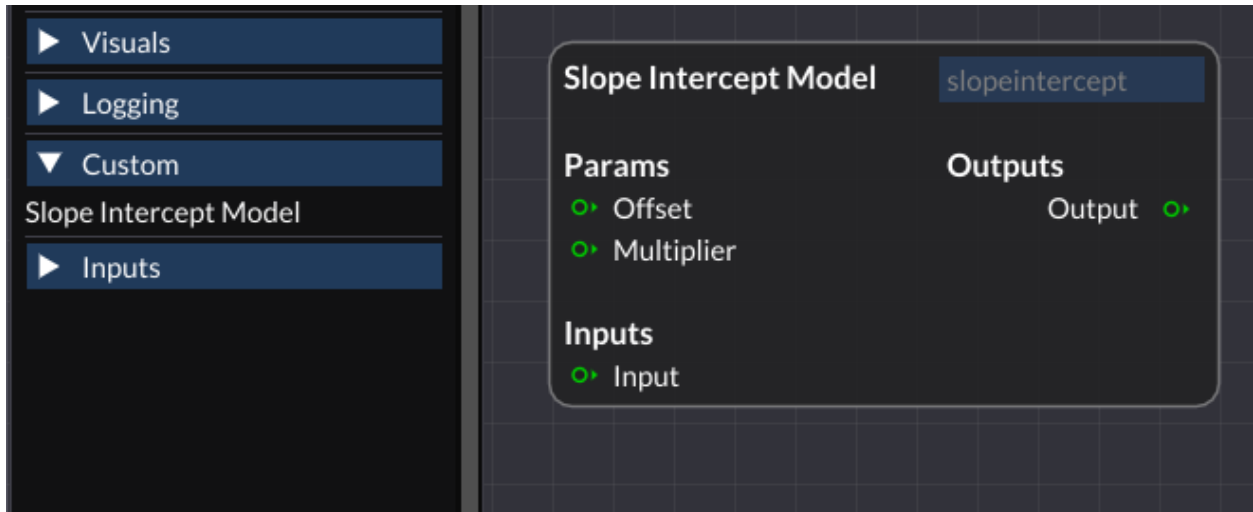 Visuals
Logging
Custom
Slope Intercept Model
Inputs
Slope Intercept Model slopeintercept
Params Outputs
Offset Output
Multiplier
Inputs
Input